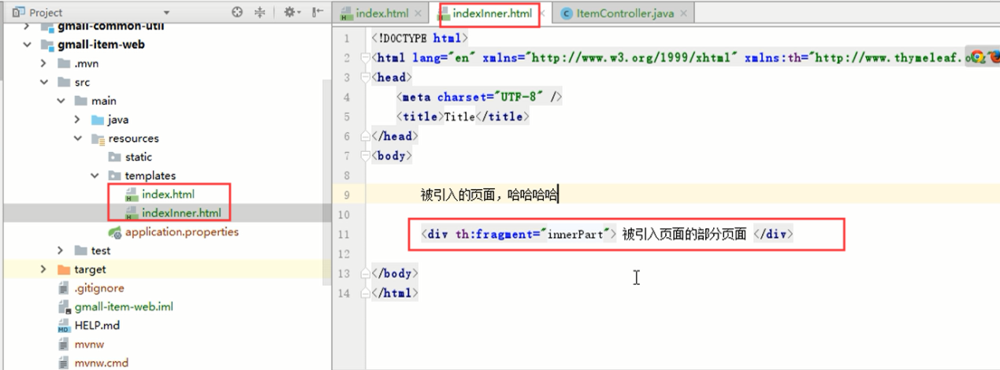 Project
gmall-common-util
gmall-item-web
.mvn
src
main
java
resources
static
templates
index.html
indexInner.html
application.properties
test
target
.gitignore
gmall-item-web.iml
HELP.md
mvnw
mvnw.cmd
index.html indexInner.html ItemController.java
1 <!DOCTYPE html>
2 <html lang="en" xmlns="http://www.w3.org/1999/xhtml" xmlns:th="http://www.thymeleaf.o
3 <head>
4 <meta charset="UTF-8" />
5 <title>Title</title>
6 </head>
7 <body>
8
9 被引入的页面，哈哈哈哈
10
11 <div th:fragment="innerPart"> 被引入页面的部分页面 </div>
12
13 </body>
14 </html>